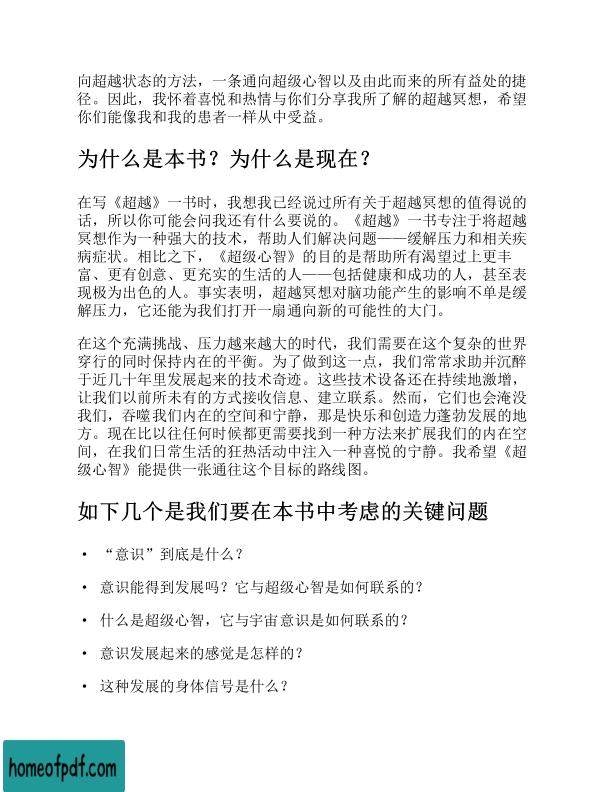 向超越状态的方法，一条通向超级心智以及由此而来的所有益处的捷
径。因此，我怀着喜悦和热情与你们分享我所了解的超越冥想，希望
你们能像我和我的患者一样从中受益。
为什么是本书？为什么是现在？
在写《超越》一书时，我想我已经说过所有关于超越冥想的值得说的
话，所以你可能会问我还有什么要说的。《超越》一书专注于将超越
冥想作为一种强大的技术，帮助人们解决问题——缓解压力和相关疾
病症状。相比之下，《超级心智》的目的是帮助所有渴望过上更丰
富、更有创意、更充实的生活的人——包括健康和成功的人，甚至表
现极为出色的人。事实表明，超越冥想对脑功能产生的影响不单是缓
解压力，它还能为我们打开一扇通向新的可能性的大门。
在这个充满挑战、压力越来越大的时代，我们需要在这个复杂的世界
穿行的同时保持内在的平衡。为了做到这一点，我们常常求助并沉醉
于近几十年里发展起来的技术奇迹。这些技术设备还在持续地激增，
让我们以前所未有的方式接收信息、建立联系。然而，它们也会淹没
我们，吞噬我们内在的空间和宁静，那是快乐和创造力蓬勃发展的地
方。现在比以往任何时候都更需要找到一种方法来扩展我们的内在空
间，在我们日常生活的狂热活动中注入一种喜悦的宁静。我希望《超
级心智》能提供一张通往这个目标的路线图。
如下几个是我们要在本书中考虑的关键问题
• “意识”到底是什么？
• 意识能得到发展吗？它与超级心智是如何联系的？
• 什么是超级心智，它与宇宙意识是如何联系的？
• 意识发展起来的感觉是怎样的？
• 这种发展的身体信号是什么？
homeofpdf.com